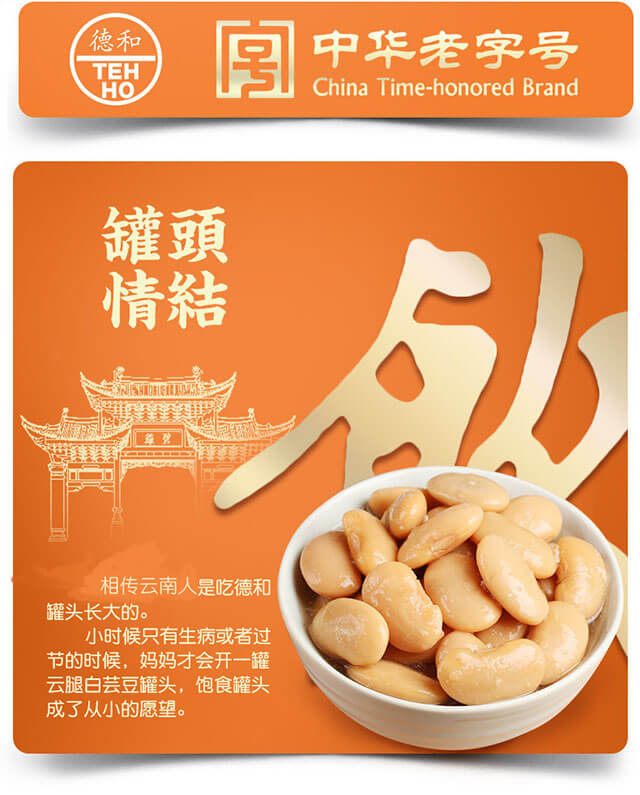 德和
TEH
HO
中华老字号
China Time-honored Brand
罐頭
情結
相传云南人是吃德和
罐头长大的。
小时候只有生病或者过
节的时候，妈妈才会开一罐
云腿白芸豆罐头，饱食罐头
成了从小的愿望。